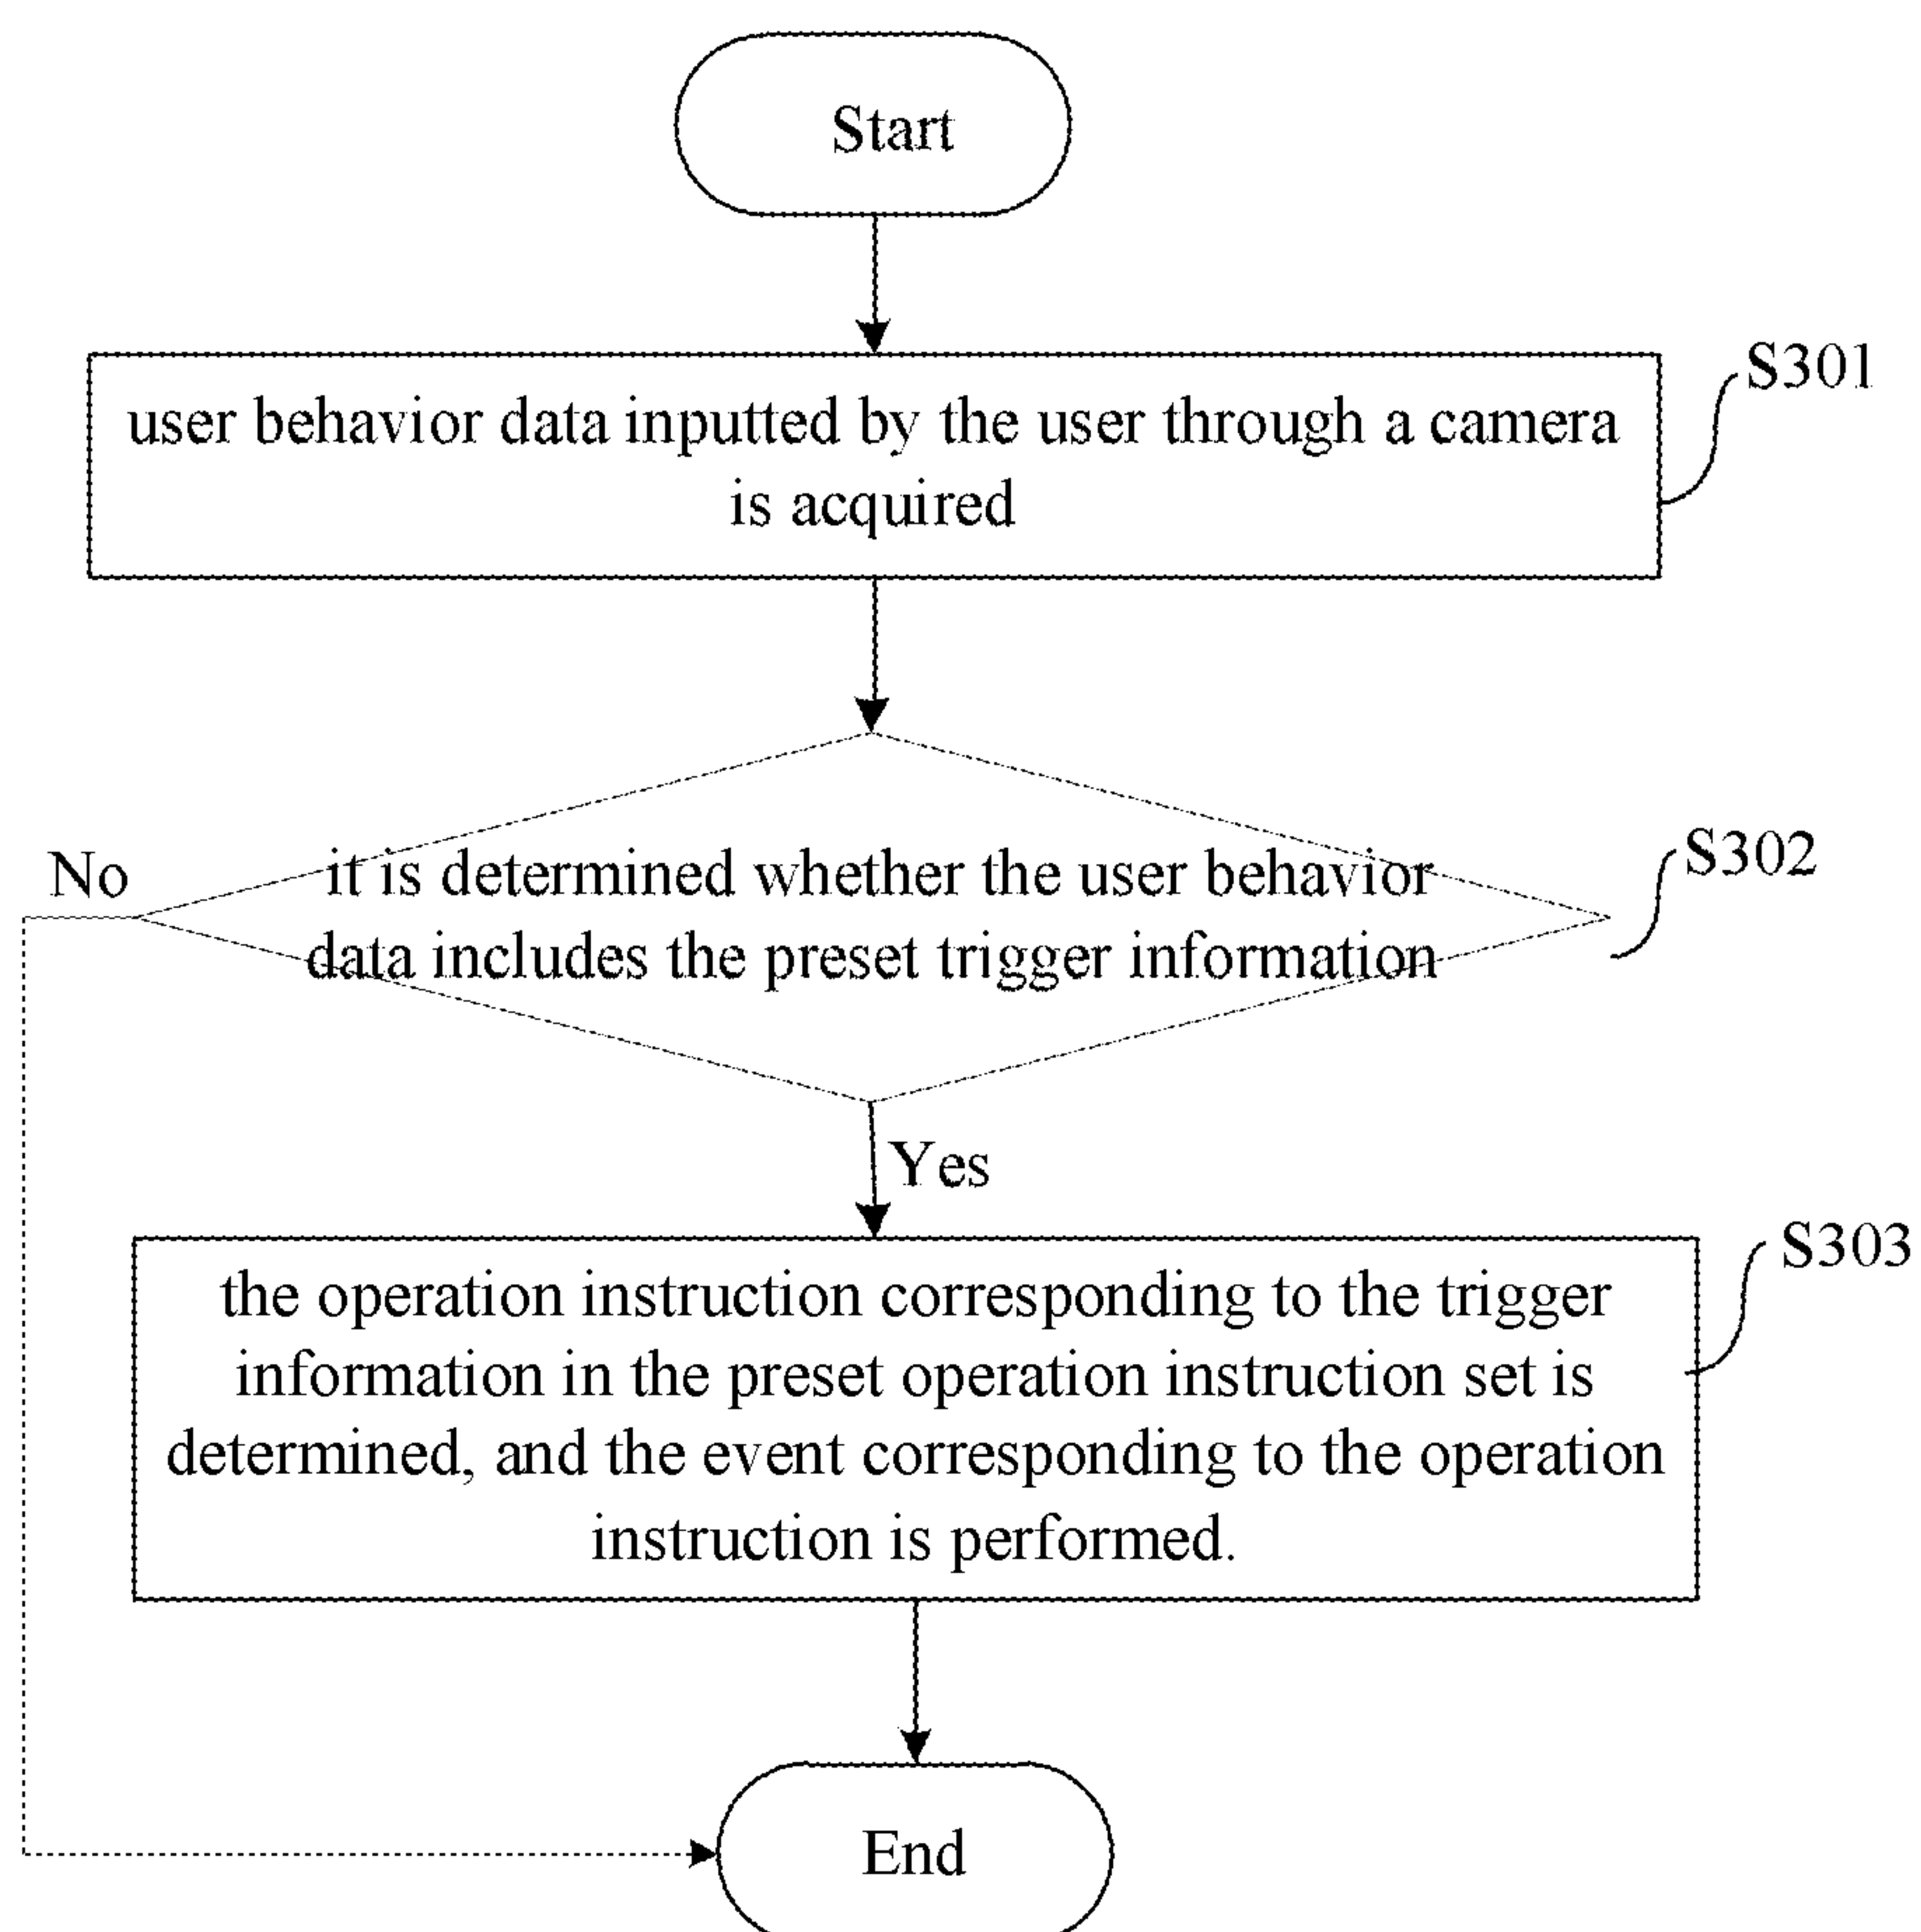 Start
S301
user behavior data inputted by the user through a camera
is acquired
No
S302
it is determined whether the user behavior
data includes the preset trigger information
Yes
S303
the operation instruction corresponding to the trigger
information in the preset operation instruction set is
determined, and the event corresponding to the operation
instruction is performed.
End